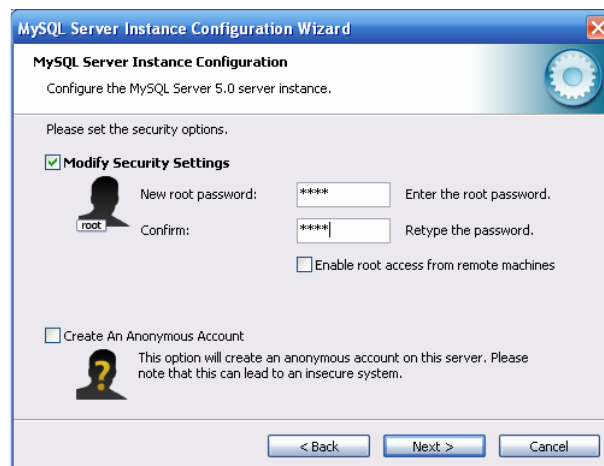 MySQL Server Instance Configuration Wizard
MySQL Server Instance Configuration
Configure the MySQL Server 5.0 server instance.
Please set the security options.
Modify Security Settings
root
New root password: **** Enter the root password.
Confirm: **** Retype the password.
Enable root access from remote machines
Create An Anonymous Account
This option will create an anonymous account on this server. Please
note that this can lead to an insecure system.
< Back Next > Cancel